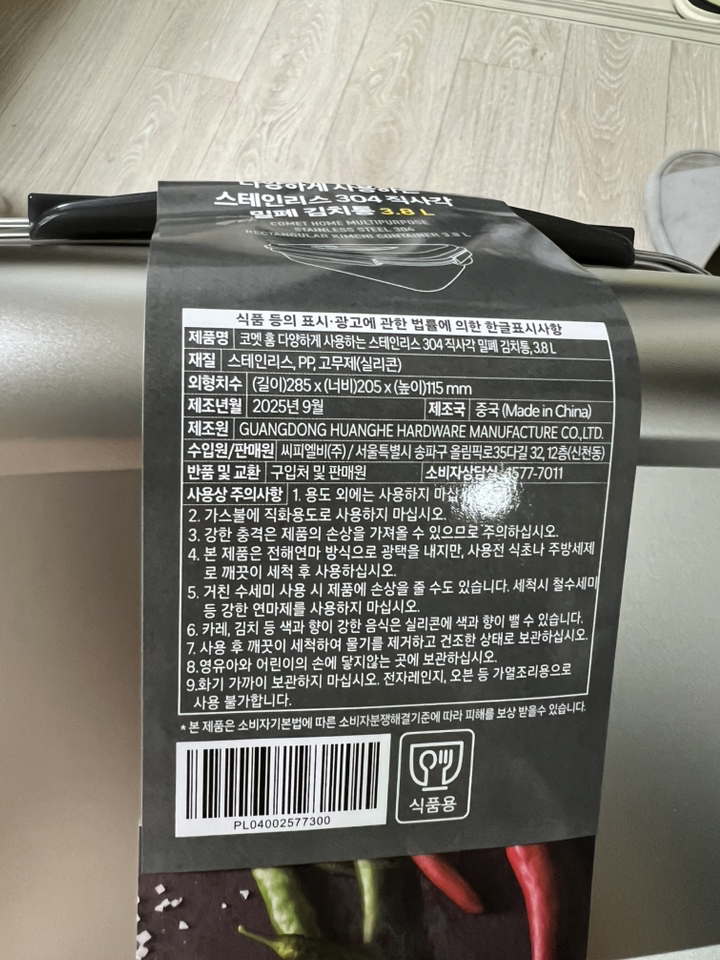 다양하게 사용하는
스테인리스 304 직사각
밀폐 김치통 3.8 L
COMET HOME MULTIPURPOSE
STAINLESS STEEL 304
RECTANGULAR KIMCHI CONTAINER 3.8 L
식품 등의 표시·광고에 관한 법률에 의한 한글표시사항
제품명 코멧 홈 다양하게 사용하는 스테인리스 304 직사각 밀폐 김치통, 3.8 L
재질 스테인리스, PP, 고무제(실리콘)
외형치수 (길이)285 x (너비)205 x (높이)115 mm
제조년월 2025년 9월 제조국 중국 (Made in China)
제조원 GUANGDONG HUANGHE HARDWARE MANUFACTURE CO.,LTD.
수입원/판매원 씨피엘비(주) / 서울특별시 송파구 올림픽로35다길 32, 12층(신천동)
반품 및 교환 구입처 및 판매원 소비자상담실 1577-7011
사용상 주의사항 1. 용도 외에는 사용하지
2. 가스불에 직화용도로 사용하지 마십시오.
3. 강한 충격은 제품의 손상을 가져올 수 있으므로 주의하십시오.
4. 본 제품은 전해연마 방식으로 광택을 내지만, 사용전 식초나 주방세제
로 깨끗이 세척 후 사용하십시오.
5. 거친 수세미 사용 시 제품에 손상을 줄 수도 있습니다. 세척시 철수세미
등 강한 연마제를 사용하지 마십시오.
6. 카레, 김치 등 색과 향이 강한 음식은 실리콘에 색과 향이 밸 수 있습니다.
7. 사용 후 깨끗이 세척하여 물기를 제거하고 건조한 상태로 보관하십시오.
8.영유아와 어린이의 손에 닿지않는 곳에 보관하십시오.
9.화기 가까이 보관하지 마십시오. 전자레인지, 오븐 등 가열조리용으로
사용 불가합니다.
* 본 제품은 소비자기본법에 따른 소비자분쟁해결기준에 따라 피해를 보상 받을수 있습니다.
PL04002577300
식품용